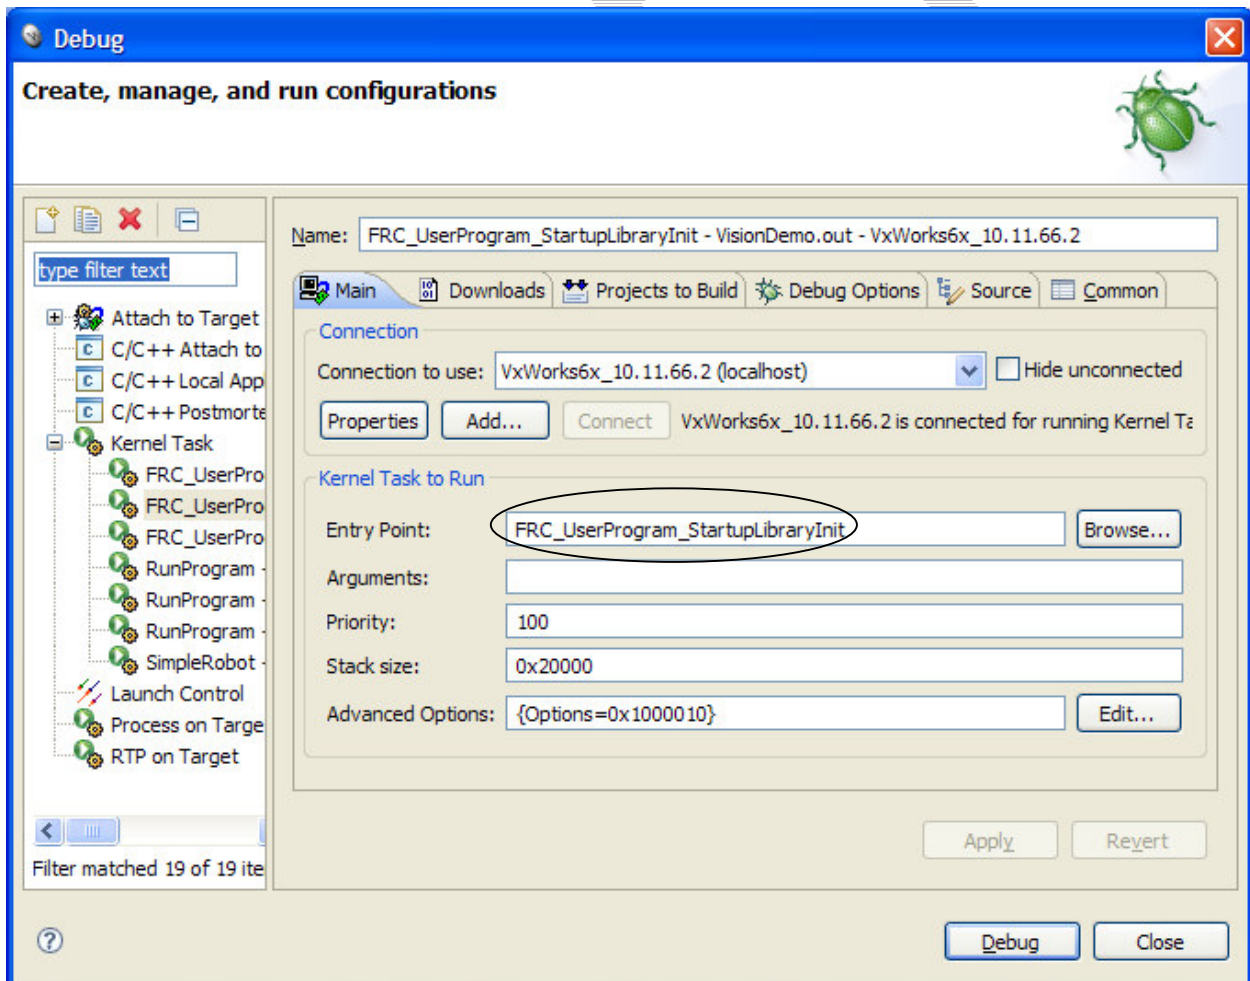 Debug
Create, manage, and run configurations
type filter text
Attach to Target
C/C++ Attach to
C/C++ Local App
C/C++ Postmorte
Kernel Task
FRC_UserPro
FRC_UserPro
FRC_UserPro
RunProgram -
RunProgram -
RunProgram -
SimpleRobot -
Launch Control
Process on Targe
RTP on Target
Filter matched 19 of 19 ite
Name: FRC_UserProgram_StartupLibraryInit - VisionDemo.out - VxWorks6x_10.11.66.2
Main Downloads Projects to Build Debug Options Source Common
Connection
Connection to use: VxWorks6x_10.11.66.2 (localhost) Hide unconnected
Properties Add... Connect VxWorks6x_10.11.66.2 is connected for running Kernel Ta
Kernel Task to Run
Entry Point: FRC_UserProgram_StartupLibraryInit Browse...
Arguments:
Priority: 100
Stack size: 0x20000
Advanced Options: {Options=0x1000010} Edit...
Apply Revert
Debug Close